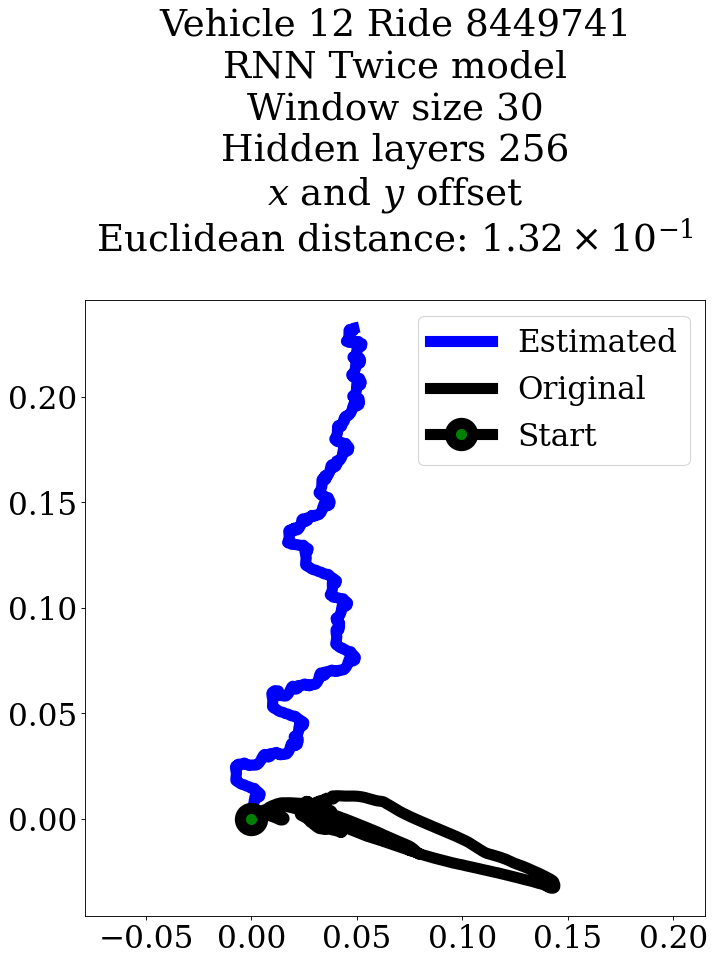 Vehicle 12 Ride 8449741
RNN Twice model
Window size 30
Hidden layers 256
x and y offset
Euclidean distance: 1.32 × 10⁻¹
Estimated
Original
Start
0.20
0.15
0.10
0.05
0.00
−0.05 0.00 0.05 0.10 0.15 0.20